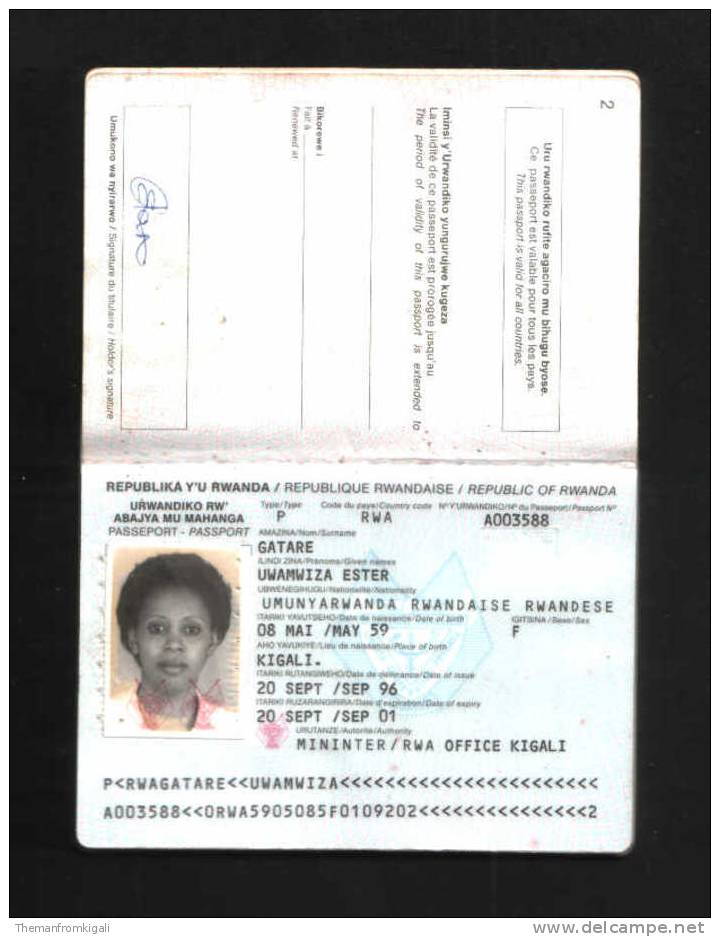 2
Uru rwandiko rufite agaciro mu bihugu byose.
Ce passeport est valable pour tous les pays.
This passport is valid for all countries.
Iminsi y'Urwandiko yungurujwe kugeza
La validité de ce passeport est prorogée jusqu'au
The period of validity of this passport is extended to
Bikorewe i
Fait à
Renewed at
Gatare
Umukono wa nyirarwo / Signature du titulaire / Holder's signature
REPUBLIKA Y'U RWANDA / REPUBLIQUE RWANDAISE / REPUBLIC OF RWANDA
URWANDIKO RW'
ABAJYA MU MAHANGA
PASSEPORT - PASSPORT
Type/Type Code du pays/Country code N°Y'URWANDIKO/N° du Passeport/Passport N°
P RWA A003588
AMAZINA/Nom/Surname
GATARE
ILINDI ZINA/Prénoms/Given names
UWAMWIZA ESTER
UBWENEGIHUGU/Nationalité/Nationality
UMUNYARWANDA RWANDAISE RWANDESE
ITARIKI YAVUTSEHO/Date de naissance/Date of birth IGITSINA/Sexe/Sex
08 MAI /MAY 59 F
AHO YAVUKIYE/Lieu de naissance/Place of birth
KIGALI.
ITARIKI RUTANGIWEHO/Date de délivrance/Date of issue
20 SEPT /SEP 96
ITARIKI RUZARANGIRIRA/Date d'expiration/Date of expiry
20 SEPT /SEP 01
URUTANZE/Autorité/Authority
MININTER/RWA OFFICE KIGALI
P<RWAGATARE<<UWAMWIZA<<<<<<<<<<<<<<<<<<<<<<<
A003588<<0RWA5905085F0109202<<<<<<<<<<<<<<<2
Themanfromkigali
delcampe.net